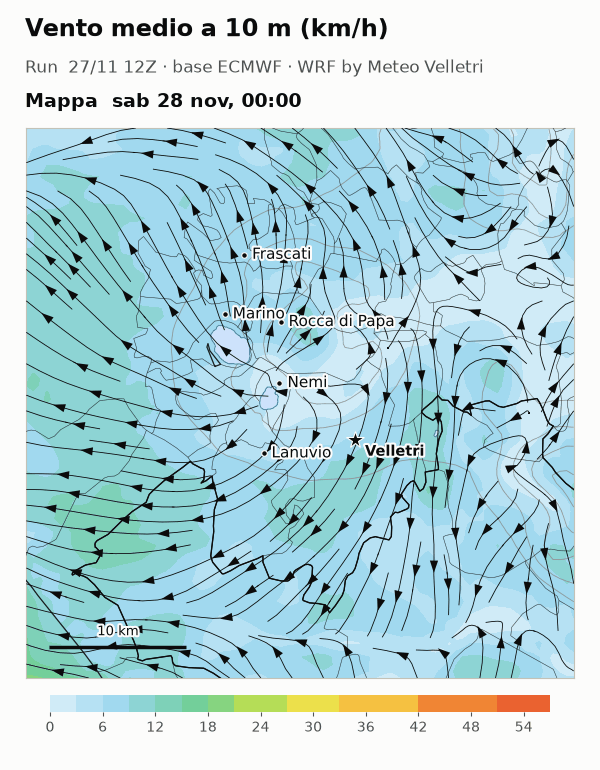 Vento medio a 10 m (km/h)
Run  27/11 12Z · base ECMWF · WRF by Meteo Velletri
Mappa  sab 28 nov, 00:00
Frascati
Marino
Rocca di Papa
Nemi
Velletri
Lanuvio
10 km
0 6 12 18 24 30 36 42 48 54